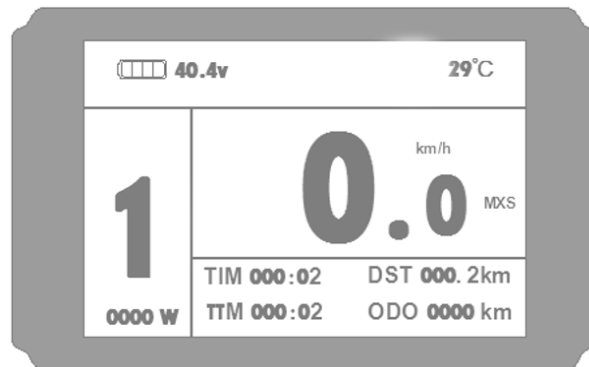 40.4v 29°C
km/h
1 0.0 MXS
TIM 000:02 DST 000.2km
0000 W TTM 000:02 ODO 0000 km